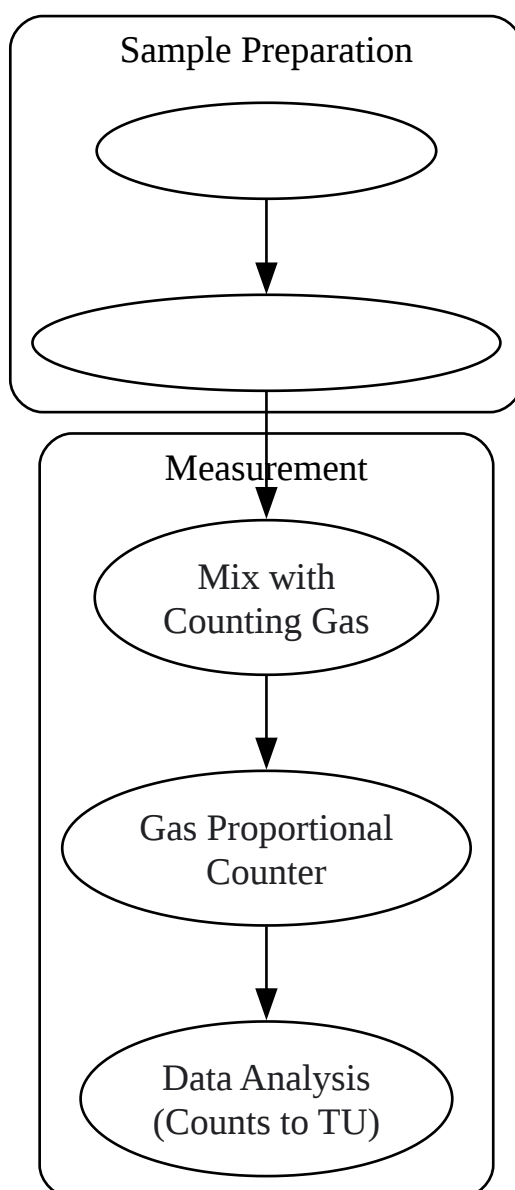 Sample Preparation
Measurement
Mix with
Counting Gas
Gas Proportional
Counter
Data Analysis
(Counts to TU)